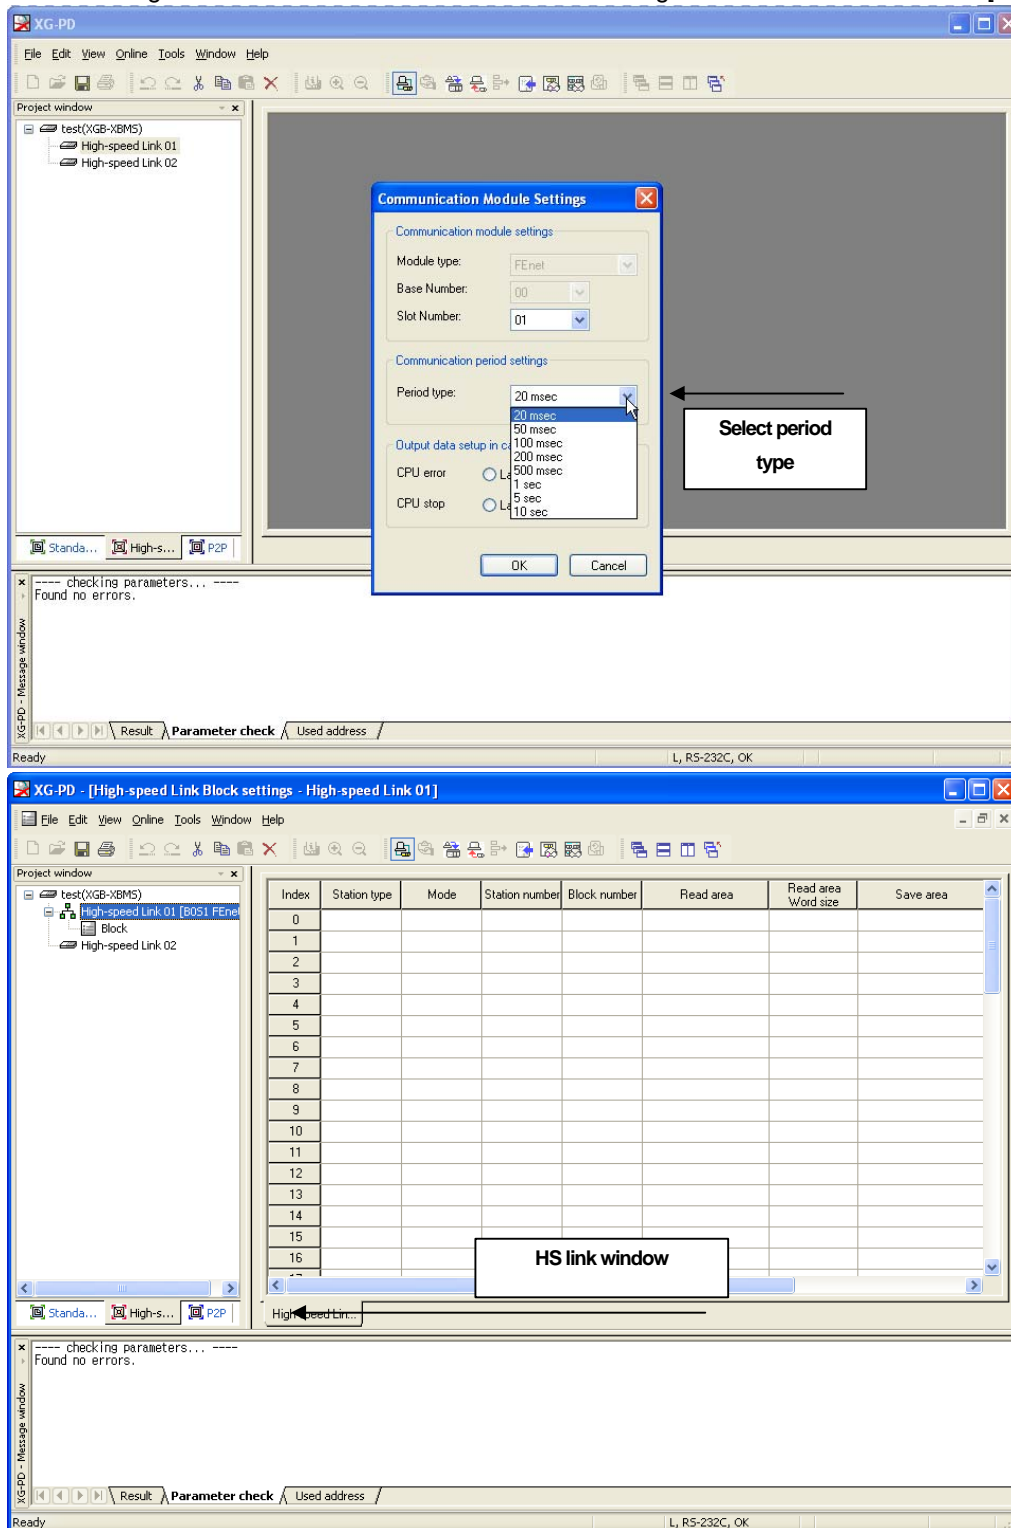 XG-PD
File Edit View Online Tools Window Help
Project window
test(XGB-XBMS)
High-speed Link 01
High-speed Link 02
Communication Module Settings
Communication module settings
Module type: FEnet
Base Number: 00
Slot Number: 01
Communication period settings
Period type: 20 msec
20 msec
50 msec
100 msec
200 msec
500 msec
1 sec
5 sec
10 sec
Output data setup in
CPU error
CPU stop
OK Cancel
Select period
type
Standa... High-s... P2P
---- checking parameters... ----
Found no errors.
XG-PD - Message window
Result Parameter check Used address
Ready L, RS-232C, OK
XG-PD - [High-speed Link Block settings - High-speed Link 01]
File Edit View Online Tools Window Help
Project window
test(XGB-XBMS)
High-speed Link 01 [B0S1 FEnet
Block
High-speed Link 02
Index Station type Mode Station number Block number Read area Read area Word size Save area
0
1
2
3
4
5
6
7
8
9
10
11
12
13
14
15
16
HS link window
Standa... High-s... P2P
High-speed Lin...
---- checking parameters... ----
Found no errors.
XG-PD - Message window
Result Parameter check Used address
Ready L, RS-232C, OK